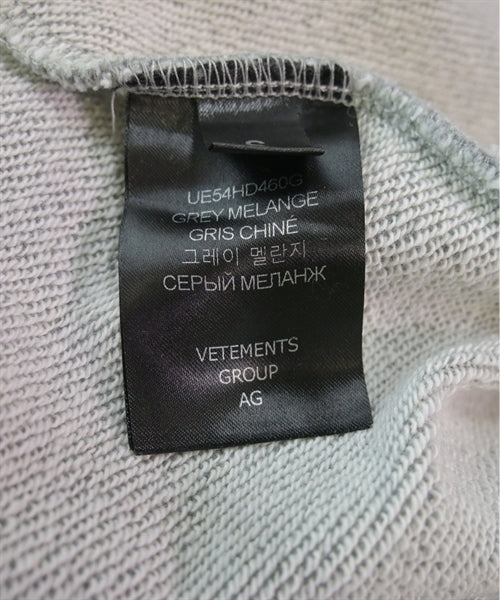 S
UE54HD460G
GREY MELANGE
GRIS CHINÉ
그레이 멜란지
СЕРЫЙ МЕЛАНЖ
VETEMENTS
GROUP
AG